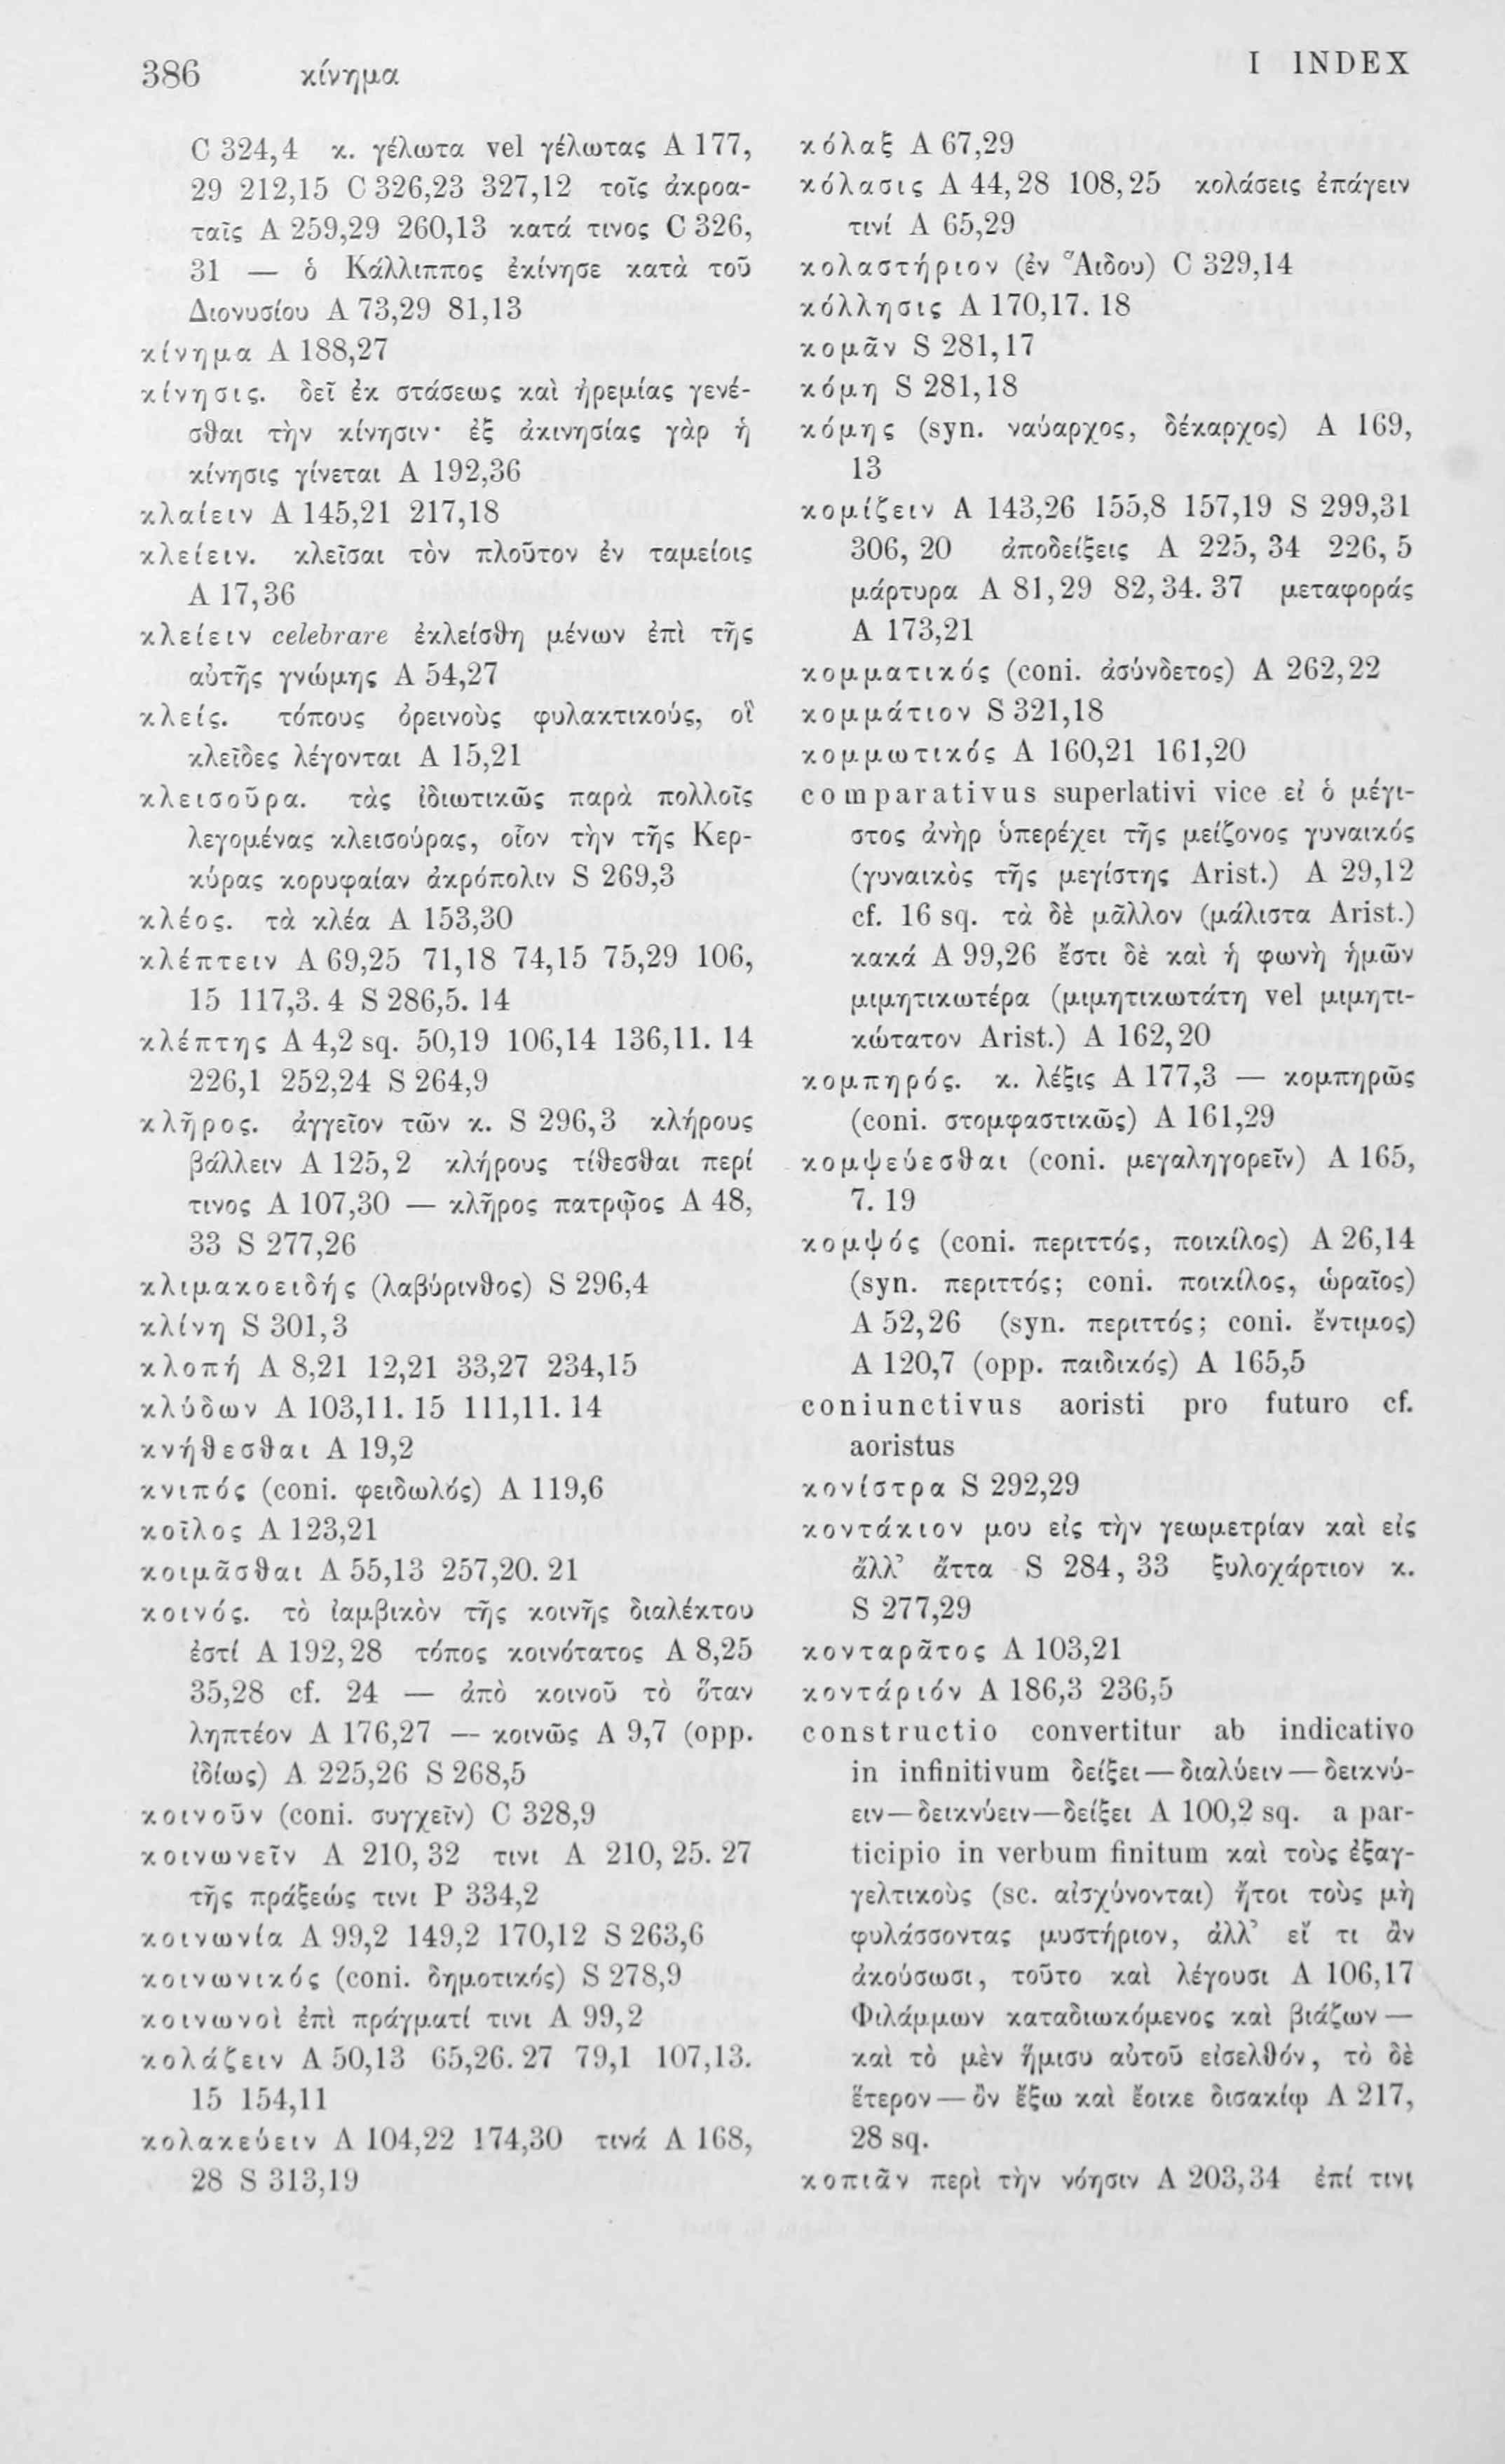 386 κίνημα I INDEX
C 324,4 κ. γέλωτα vel γέλωτας A 177,
29 212,15 C 326,23 327,12 τοῖς ἀκροα-
ταῖς A 259,29 260,13 κατά τινος C 326,
31 — ὁ Κάλλιππος ἐκίνησε κατὰ τοῦ
Διονυσίου A 73,29 81,13
κίνημα A 188,27
κίνησις. δεῖ ἐκ στάσεως καὶ ἠρεμίας γενέ-
σθαι τὴν κίνησιν· ἐξ ἀκινησίας γὰρ ἡ
κίνησις γίνεται A 192,36
κλαίειν A 145,21 217,18
κλείειν. κλεῖσαι τὸν πλοῦτον ἐν ταμείοις
A 17,36
κλείειν celebrare ἐκλείσθη μένων ἐπὶ τῆς
αὐτῆς γνώμης A 54,27
κλείς. τόπους ὀρεινοὺς φυλακτικούς, οἳ
κλεῖδες λέγονται A 15,21
κλεισοῦρα. τὰς ἰδιωτικῶς παρὰ πολλοῖς
λεγομένας κλεισούρας, οἷον τὴν τῆς Κερ-
κύρας κορυφαίαν ἀκρόπολιν S 269,3
κλέος. τὰ κλέα A 153,30
κλέπτειν A 69,25 71,18 74,15 75,29 106,
15 117,3. 4 S 286,5. 14
κλέπτης A 4,2 sq. 50,19 106,14 136,11. 14
226,1 252,24 S 264,9
κλῆρος. ἀγγεῖον τῶν κ. S 296,3 κλήρους
βάλλειν A 125,2 κλήρους τίθεσθαι περί
τινος A 107,30 — κλῆρος πατρῷος A 48,
33 S 277,26
κλιμακοειδής (λαβύρινθος) S 296,4
κλίνη S 301,3
κλοπή A 8,21 12,21 33,27 234,15
κλύδων A 103,11. 15 111,11. 14
κνήθεσθαι A 19,2
κνιπός (coni. φειδωλός) A 119,6
κοῖλος A 123,21
κοιμᾶσθαι A 55,13 257,20. 21
κοινός. τὸ ἰαμβικὸν τῆς κοινῆς διαλέκτου
ἐστί A 192,28 τόπος κοινότατος A 8,25
35,28 cf. 24 — ἀπὸ κοινοῦ τὸ ὅταν
ληπτέον A 176,27 — κοινῶς A 9,7 (opp.
ἰδίως) A 225,26 S 268,5
κοινοῦν (coni. συγχεῖν) C 328,9
κοινωνεῖν A 210,32 τινι A 210,25. 27
τῆς πράξεώς τινι P 334,2
κοινωνία A 99,2 149,2 170,12 S 263,6
κοινωνικός (coni. δημοτικός) S 278,9
κοινωνοὶ ἐπὶ πράγματί τινι A 99,2
κολάζειν A 50,13 65,26. 27 79,1 107,13.
15 154,11
κολακεύειν A 104,22 174,30 τινά A 168,
28 S 313,19
κόλαξ A 67,29
κόλασις A 44,28 108,25 κολάσεις ἐπάγειν
τινί A 65,29
κολαστήριον (ἐν Ἅιδου) C 329,14
κόλλησις A 170,17. 18
κομᾶν S 281,17
κόμη S 281,18
κόμης (syn. ναύαρχος, δέκαρχος) A 169,
13
κομίζειν A 143,26 155,8 157,19 S 299,31
306, 20 ἀποδείξεις A 225, 34 226, 5
μάρτυρα A 81,29 82,34. 37 μεταφοράς
A 173,21
κομματικός (coni. ἀσύνδετος) A 262,22
κομμάτιον S 321,18
κομμωτικός A 160,21 161,20
comparativus superlativi vice εἰ ὁ μέγι-
στος ἀνὴρ ὑπερέχει τῆς μείζονος γυναικός
(γυναικὸς τῆς μεγίστης Arist.) A 29,12
cf. 16 sq. τὰ δὲ μᾶλλον (μάλιστα Arist.)
κακά A 99,26 ἔστι δὲ καὶ ἡ φωνὴ ἡμῶν
μιμητικωτέρα (μιμητικωτάτη vel μιμητι-
κώτατον Arist.) A 162,20
κομπηρός. κ. λέξις A 177,3 — κομπηρῶς
(coni. στομφαστικῶς) A 161,29
κομψεύεσθαι (coni. μεγαληγορεῖν) A 165,
7. 19
κομψός (coni. περιττός, ποικίλος) A 26,14
(syn. περιττός; coni. ποικίλος, ὡραῖος)
A 52,26 (syn. περιττός; coni. ἔντιμος)
A 120,7 (opp. παιδικός) A 165,5
coniunctivus aoristi pro futuro cf.
aoristus
κονίστρα S 292,29
κοντάκιον μου εἰς τὴν γεωμετρίαν καὶ εἰς
ἄλλ’ ἄττα S 284, 33 ξυλοχάρτιον κ.
S 277,29
κονταρᾶτος A 103,21
κοντάριόν A 186,3 236,5
constructio convertitur ab indicativo
in infinitivum δείξει — διαλύειν — δεικνύ-
ειν — δεικνύειν — δείξει A 100,2 sq. a par-
ticipio in verbum finitum καὶ τοὺς ἐξαγ-
γελτικοὺς (sc. αἰσχύνονται) ἤτοι τοὺς μὴ
φυλάσσοντας μυστήριον, ἀλλ’ εἴ τι ἂν
ἀκούσωσι, τοῦτο καὶ λέγουσι A 106,17
Φιλάμμων καταδιωκόμενος καὶ βιάζων —
καὶ τὸ μὲν ἥμισυ αὐτοῦ εἰσελθόν, τὸ δὲ
ἕτερον — ὂν ἔξω καὶ ἔοικε δισακίῳ A 217,
28 sq.
κοπιᾶν περὶ τὴν νόησιν A 203,34 ἐπί τινι